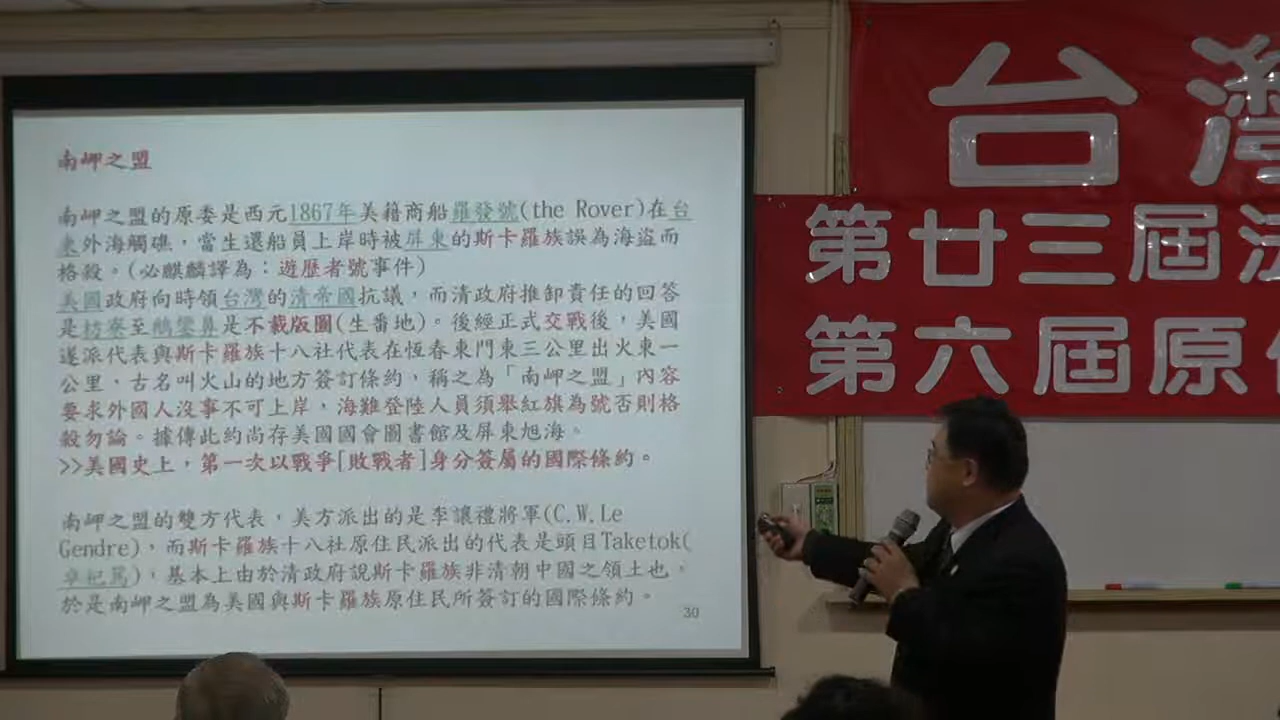 南岬之盟
南岬之盟的原委是西元1867年美籍商船羅發號(the Rover)在台
東外海觸礁，當生還船員上岸時被屏東的斯卡羅族誤為海盜而
格殺。(必麒麟譯為：遊歷者號事件)
美國政府向時領台灣的清帝國抗議，而清政府推卸責任的回答
是枋寮至鵝鑾鼻是不載版圖(生番地)。後經正式交戰後，美國
遂派代表與斯卡羅族十八社代表在恆春東門東三公里出火東一
公里，古名叫火山的地方簽訂條約，稱之為「南岬之盟」內容
要求外國人沒事不可上岸，海難登陸人員須舉紅旗為號否則格
殺勿論。據傳此約尚存美國國會圖書館及屏東旭海。
>>美國史上，第一次以戰爭[敗戰者]身分簽屬的國際條約。
南岬之盟的雙方代表，美方派出的是李讓禮將軍(C.W.Le
Gendre)，而斯卡羅族十八社原住民派出的代表是頭目Taketok(
卓杞篤)，基本上由於清政府說斯卡羅族非清朝中國之領土也，
於是南岬之盟為美國與斯卡羅族原住民所簽訂的國際條約。
30
台灣
第廿三屆法
第六屆原住